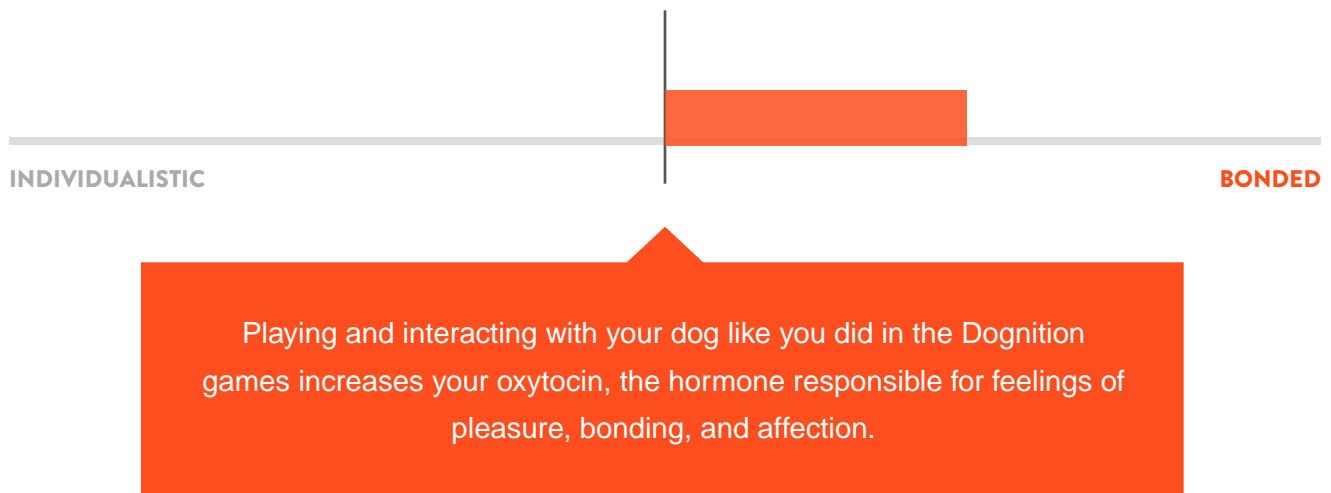 INDIVIDUALISTIC
BONDED
Playing and interacting with your dog like you did in the Dognition
games increases your oxytocin, the hormone responsible for feelings of
pleasure, bonding, and affection.